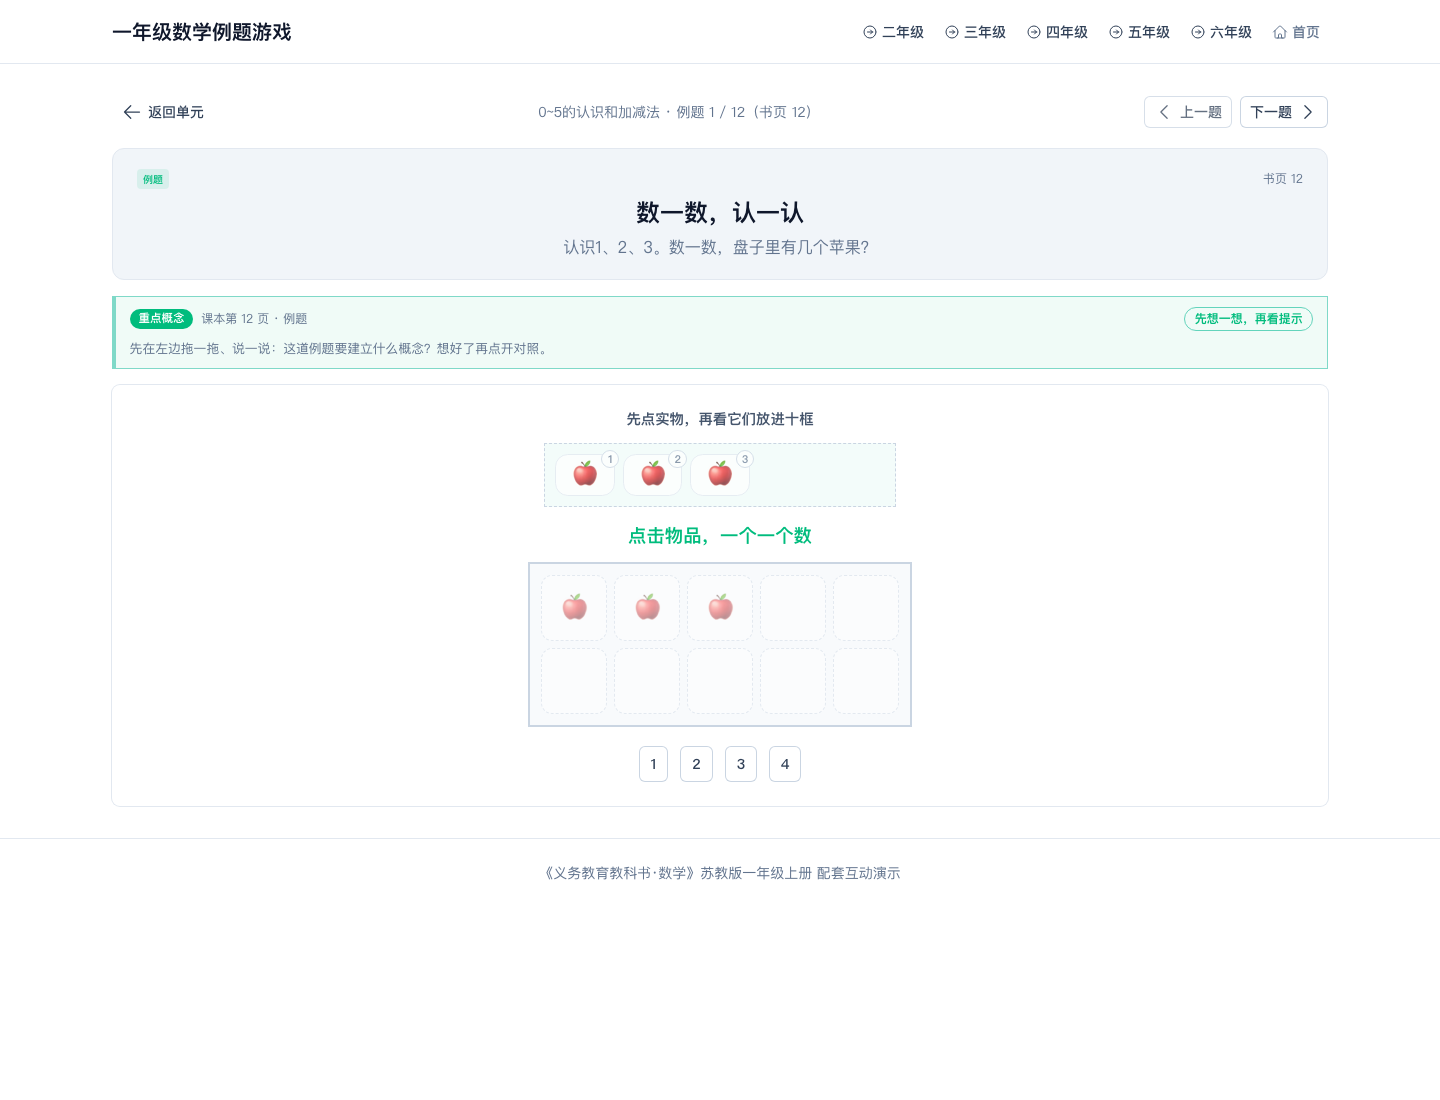 一年级数学例题游戏
二年级 三年级 四年级 五年级 六年级 首页
返回单元
0~5的认识和加减法 · 例题 1 / 12（书页 12）
上一题 下一题
例题
书页 12
数一数，认一认
认识1、2、3。数一数，盘子里有几个苹果？
重点概念 课本第 12 页 · 例题
先想一想，再看提示
先在左边拖一拖、说一说：这道例题要建立什么概念？想好了再点开对照。
先点实物，再看它们放进十框
1 2 3
点击物品，一个一个数
1 2 3 4
《义务教育教科书·数学》苏教版一年级上册 配套互动演示